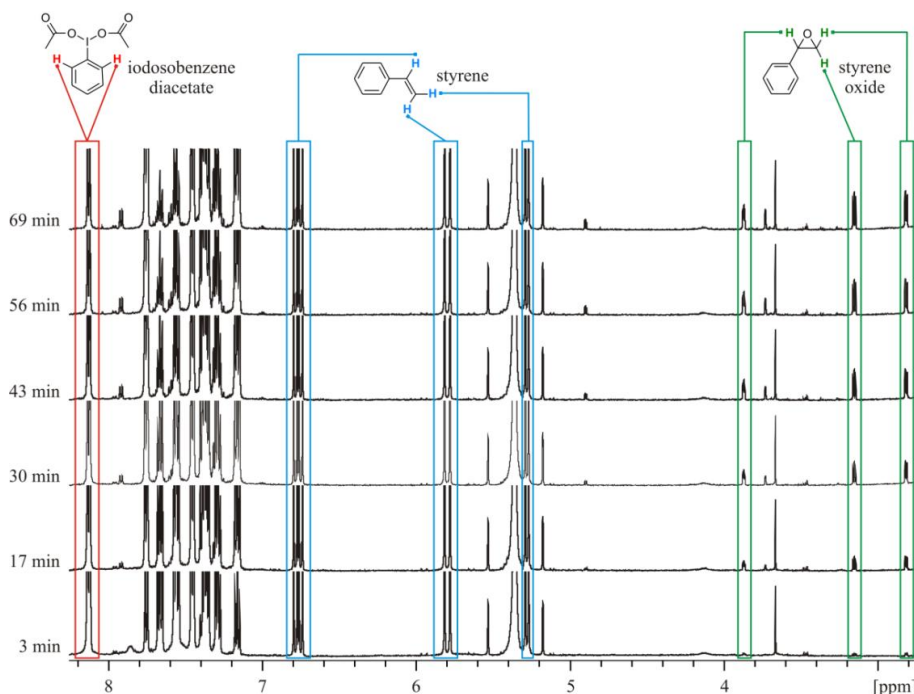 O
O
O
O
I
H
H
iodosobenzene
diacetate
H
styrene
H
H
H
O
H
H
styrene
oxide
69 min
56 min
43 min
30 min
17 min
3 min
8
7
6
5
4
[ppm]